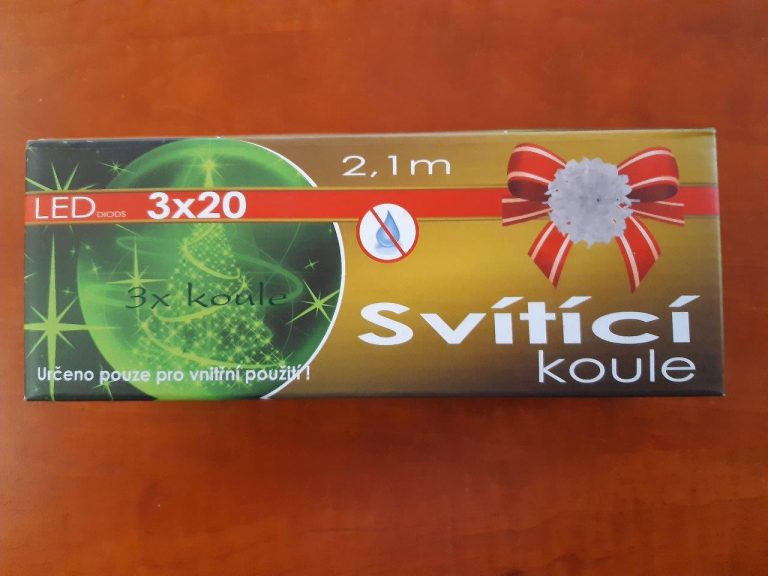 2,1m
LED DIODS 3x20
3x koule
Svítící
koule
Určeno pouze pro vnitřní použití !